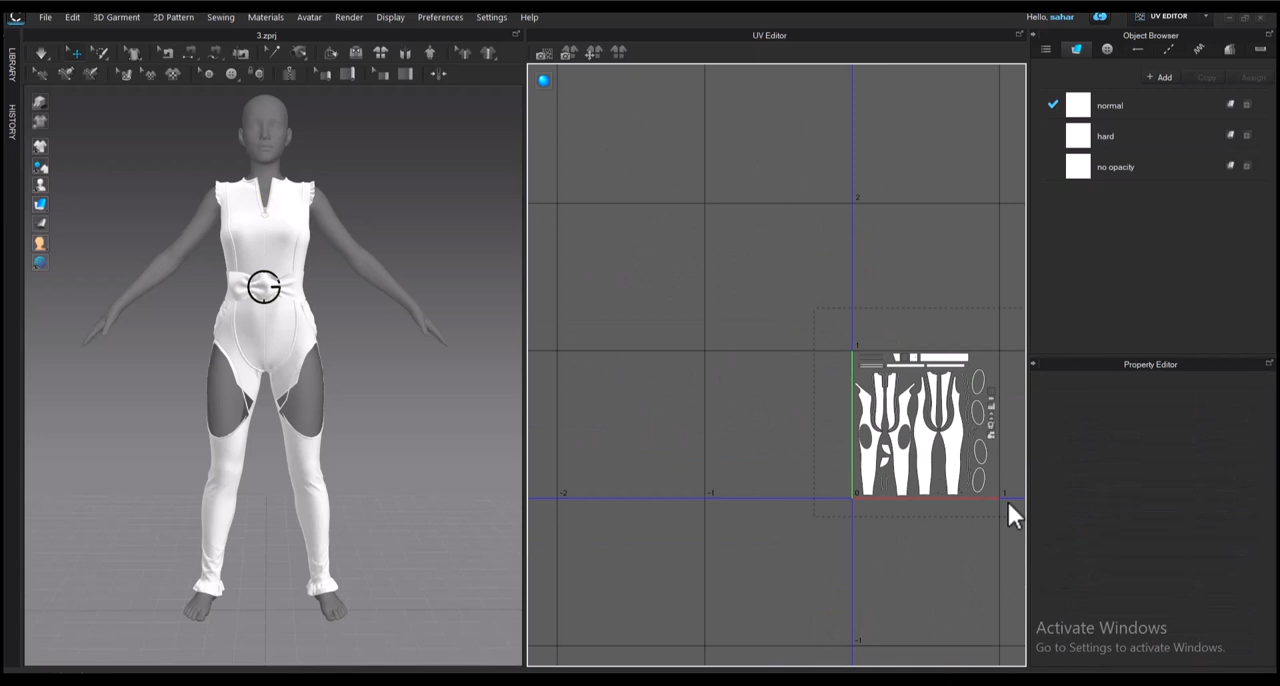 File Edit 3D Garment 2D Pattern Sewing Materials Avatar Render Display Preferences Settings Help
Hello, sahar
UV EDITOR
3.zprj
UV Editor
Object Browser
LIBRARY
HISTORY
+ Add Copy Assign
normal
hard
no opacity
2
1
-2 -1 0 1
-1
Property Editor
Activate Windows
Go to Settings to activate Windows.